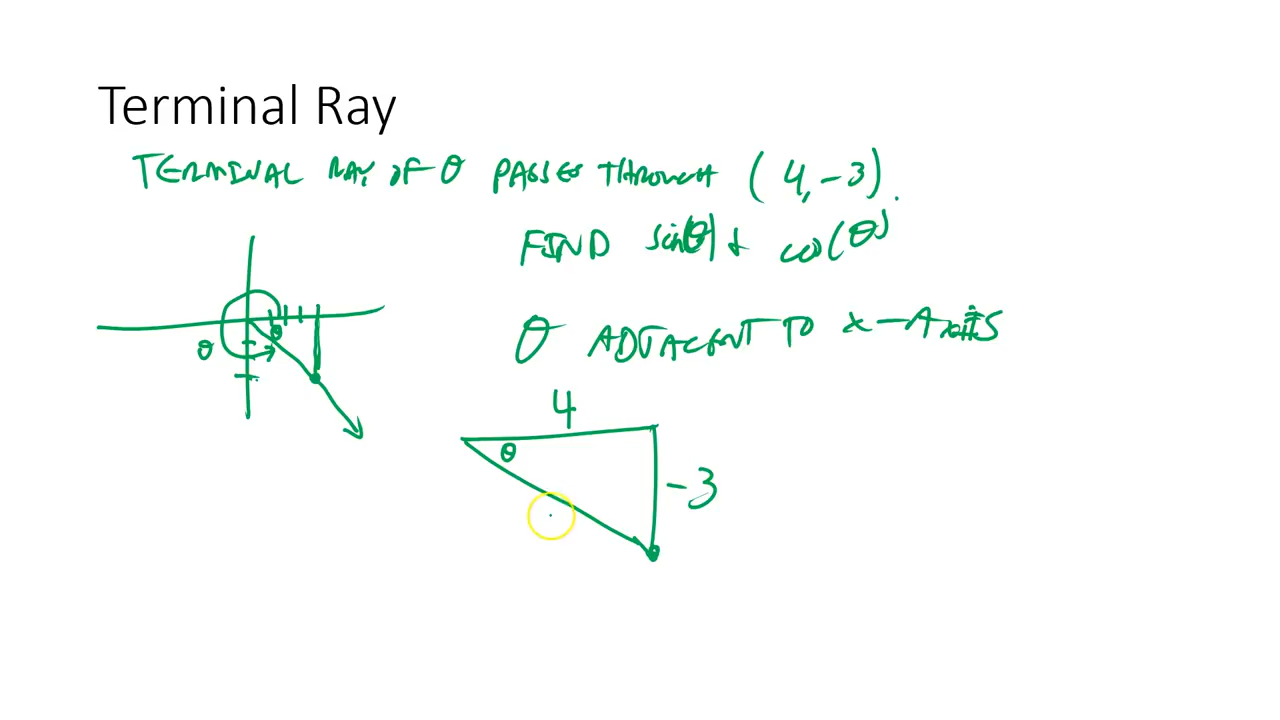 Terminal Ray
TERMINAL RAY OF θ PASSES THROUGH (4, -3).
FIND sin(θ) + cos(θ)
θ ADJACENT TO x-AXIS
θ
θ
4
θ
-3